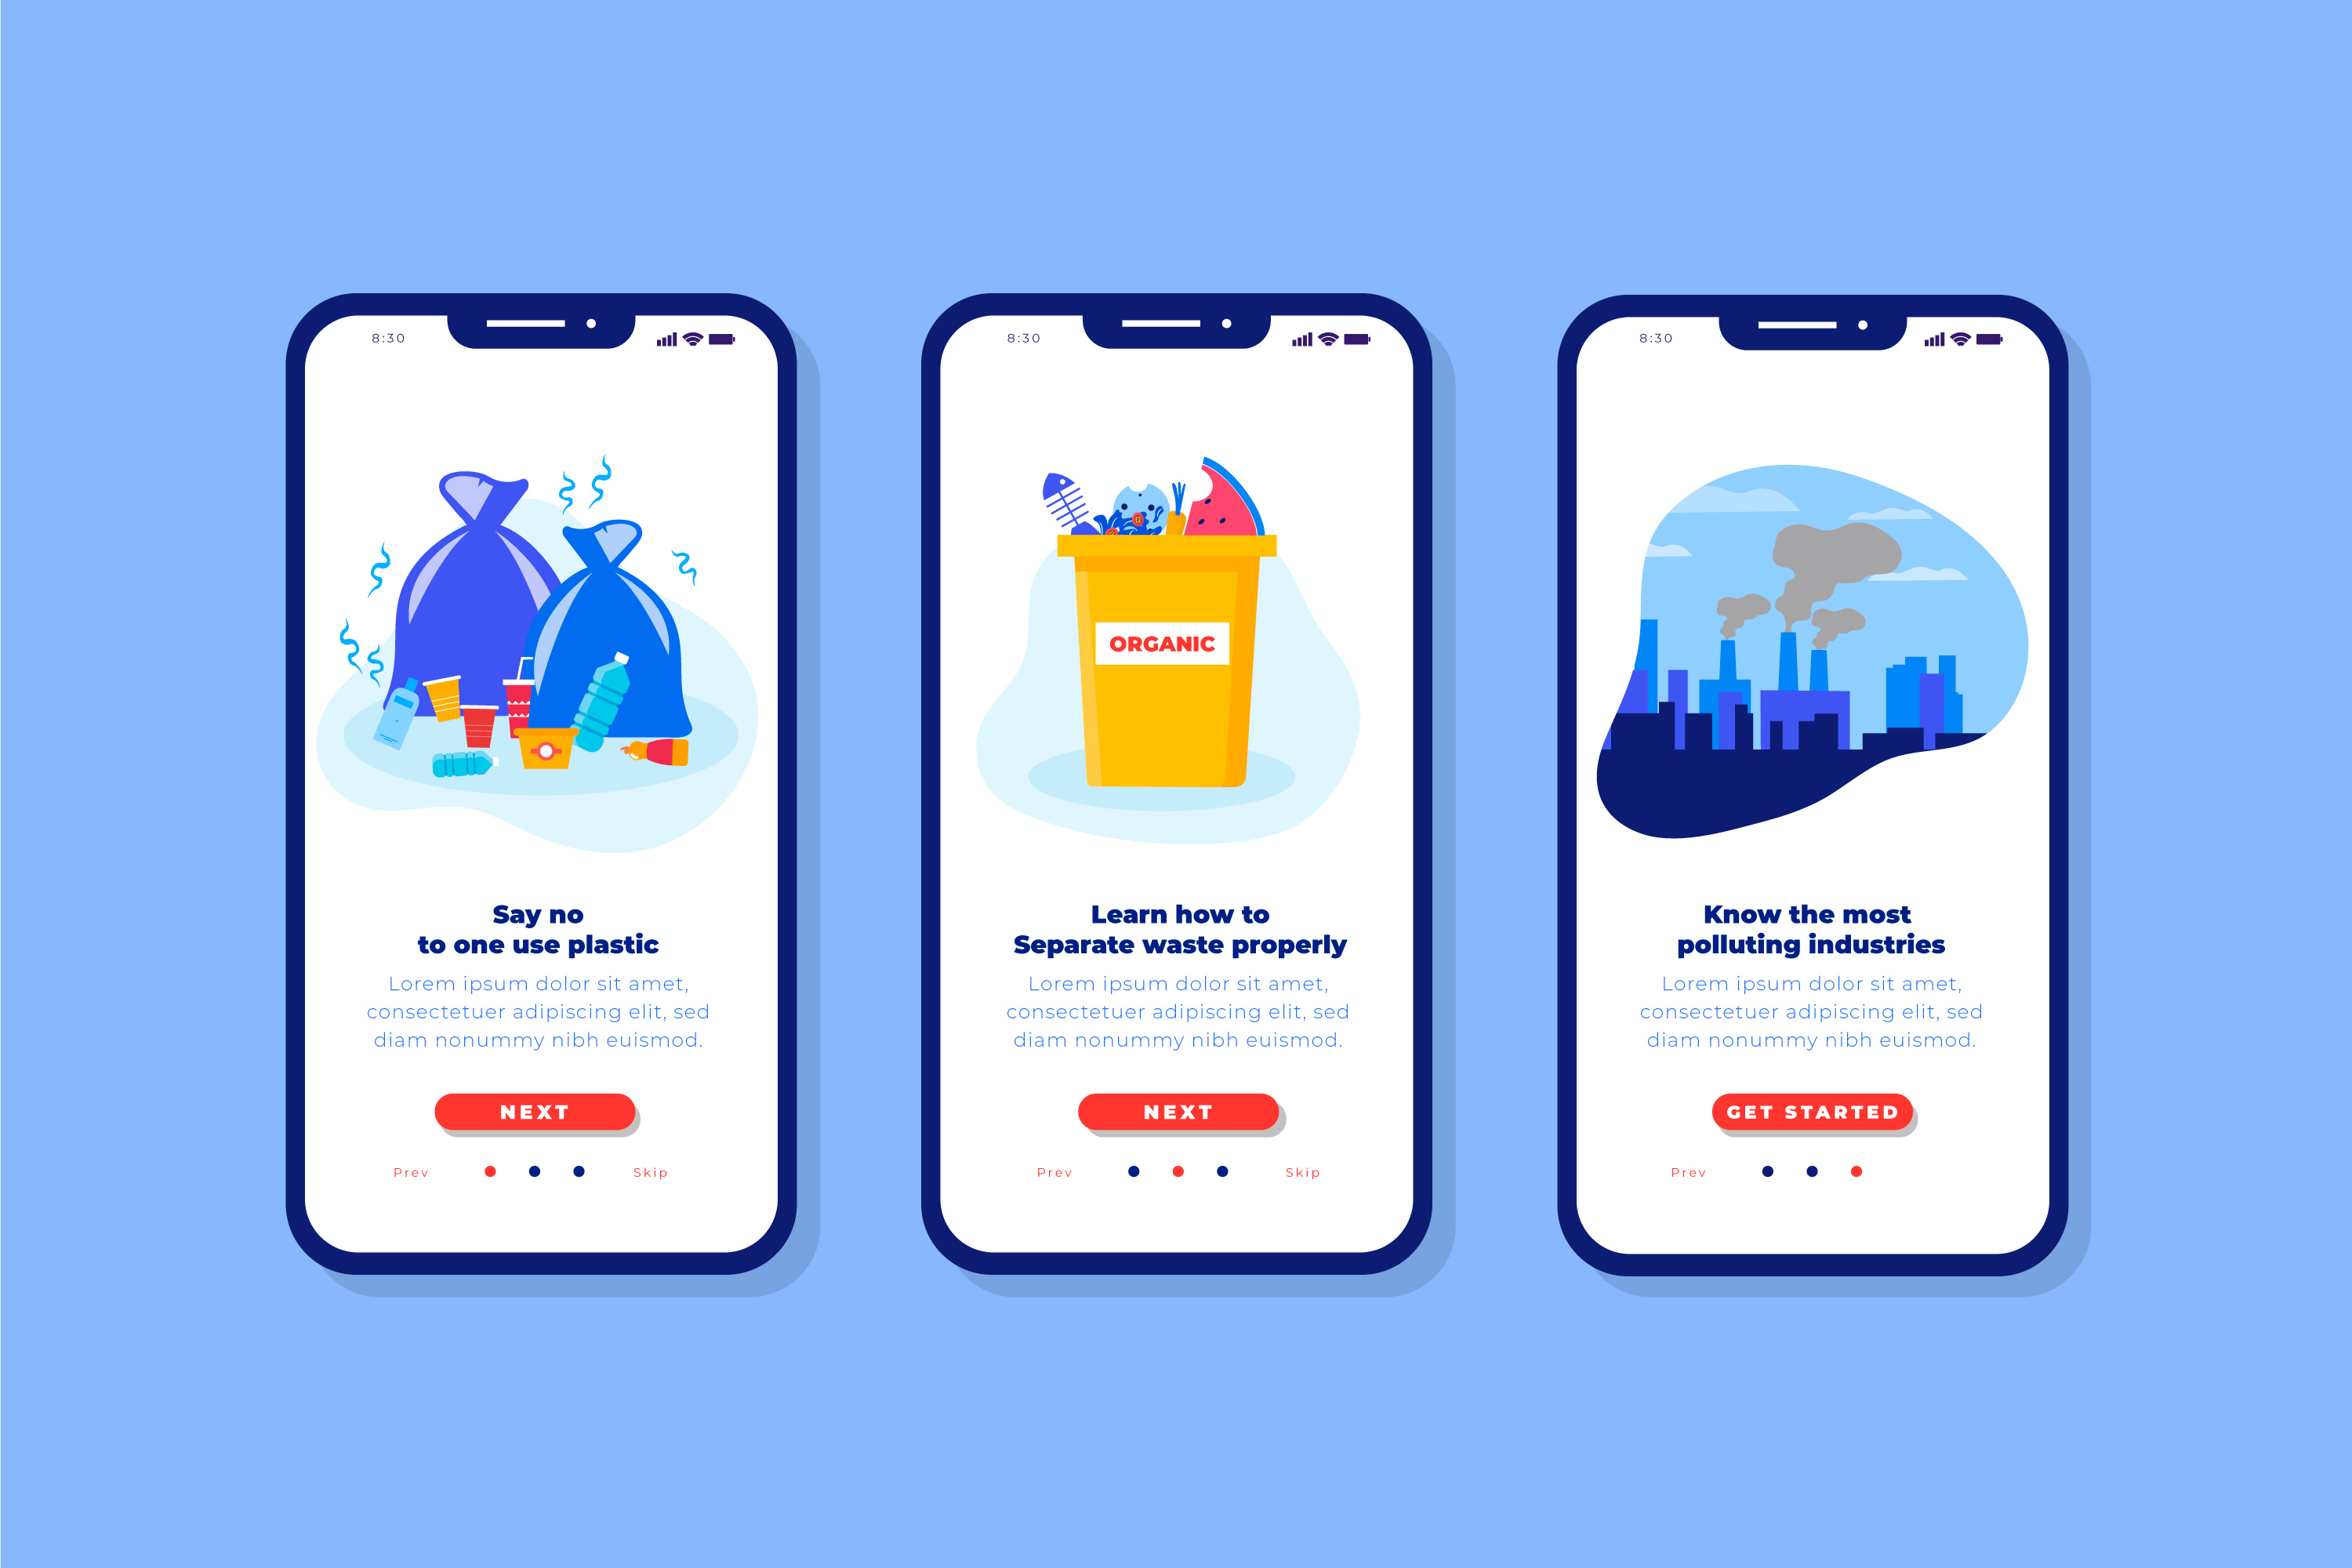 8:30
Say no
to one use plastic
Lorem ipsum dolor sit amet,
consectetuer adipiscing elit, sed
diam nonummy nibh euismod.
NEXT
Prev
Skip
8:30
ORGANIC
Learn how to
Separate waste properly
Lorem ipsum dolor sit amet,
consectetuer adipiscing elit, sed
diam nonummy nibh euismod.
NEXT
Prev
Skip
8:30
Know the most
polluting industries
Lorem ipsum dolor sit amet,
consectetuer adipiscing elit, sed
diam nonummy nibh euismod.
GET STARTED
Prev